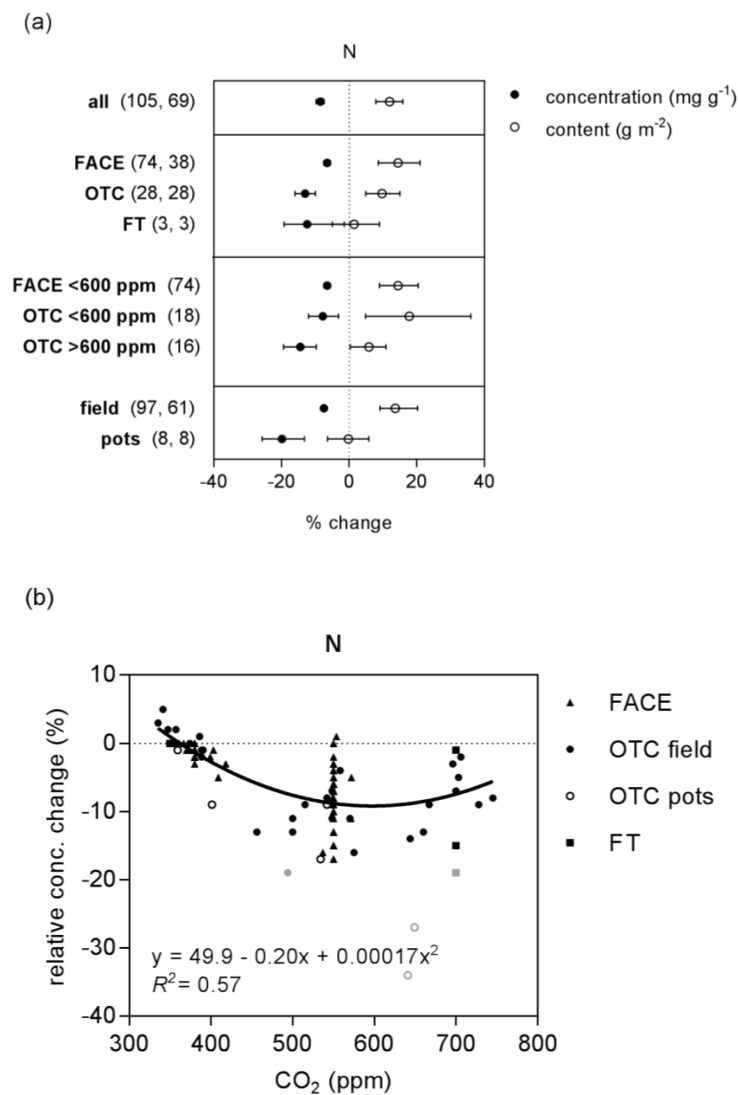 (a)
N
all (105, 69)
concentration (mg g⁻¹)
content (g m⁻²)
FACE (74, 38)
OTC (28, 28)
FT (3, 3)
FACE <600 ppm (74)
OTC <600 ppm (18)
OTC >600 ppm (16)
field (97, 61)
pots (8, 8)
-40 -20 0 20 40
% change
(b)
N
10
0
-10
-20
-30
-40
relative conc. change (%)
FACE
OTC field
OTC pots
FT
y = 49.9 - 0.20x + 0.00017x²
R² = 0.57
300 400 500 600 700 800
CO₂ (ppm)